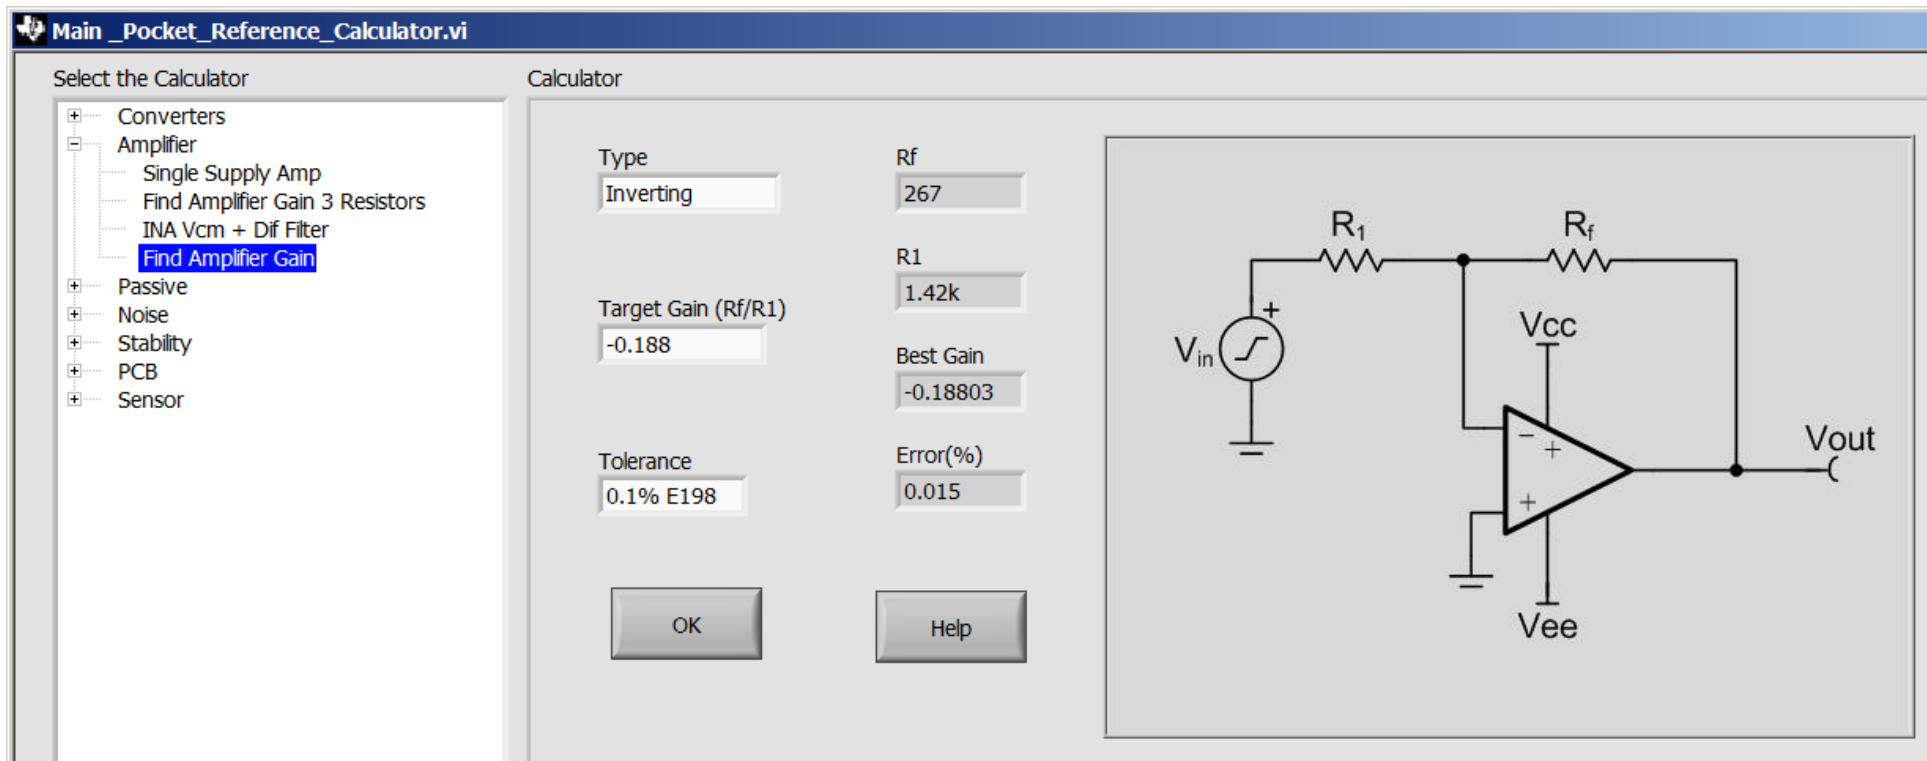 Main _Pocket_Reference_Calculator.vi
Select the Calculator
Converters
Amplifier
Single Supply Amp
Find Amplifier Gain 3 Resistors
INA Vcm + Dif Filter
Find Amplifier Gain
Passive
Noise
Stability
PCB
Sensor
Calculator
Type
Inverting
Target Gain (Rf/R1)
-0.188
Tolerance
0.1% E198
OK
Rf
267
R1
1.42k
Best Gain
-0.18803
Error(%)
0.015
Help
R₁
Rf
+
Vin
Vcc
−
+
+
Vout
Vee